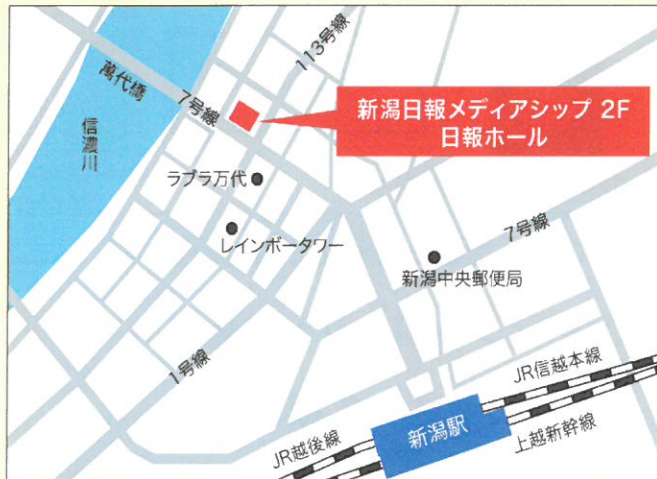 113号線
萬代橋
7号線
新潟日報メディアシップ 2F
日報ホール
信濃川
ラブラ万代
レインボータワー
7号線
新潟中央郵便局
1号線
JR信越本線
新潟駅
上越新幹線
JR越後線